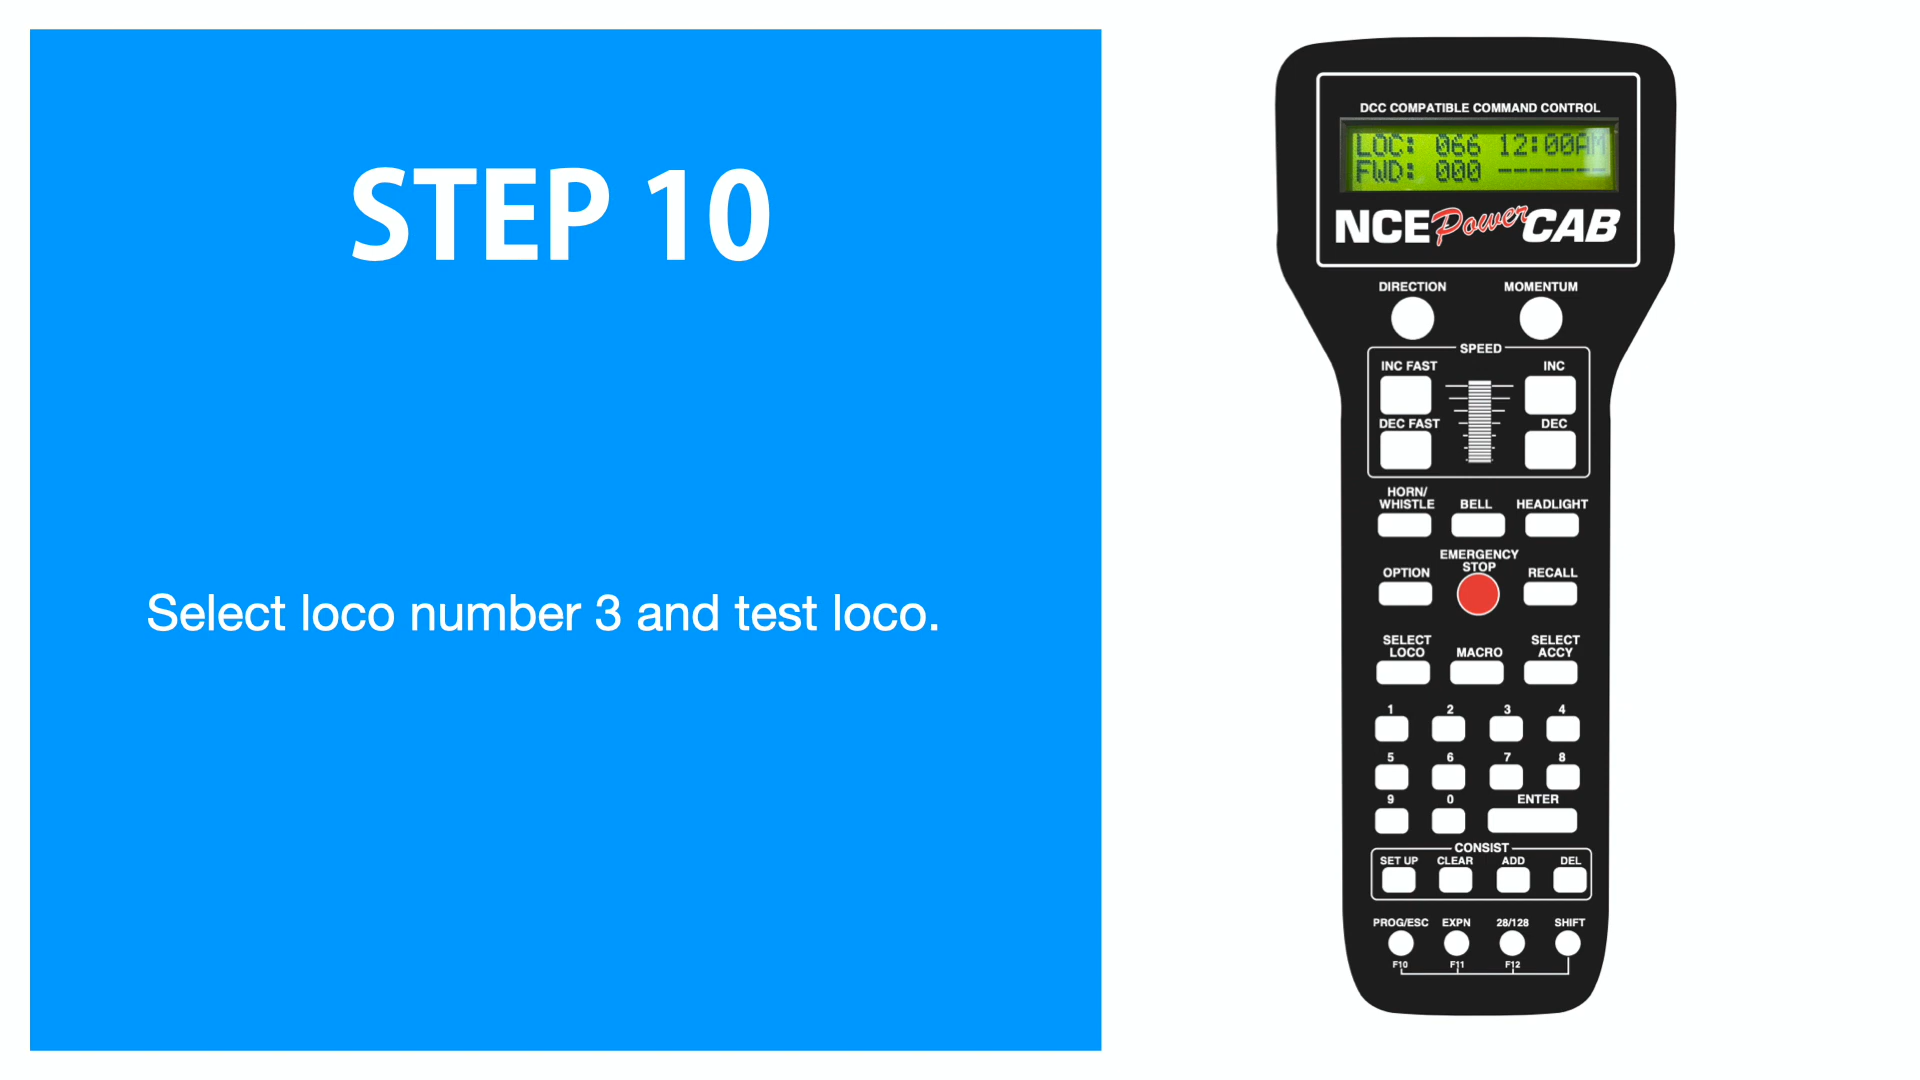 STEP 10
Select loco number 3 and test loco.
DCC COMPATIBLE COMMAND CONTROL
LOC: 066 12:00AM
FWD: 000 -------
NCE Power CAB
DIRECTION MOMENTUM
SPEED
INC FAST INC
DEC FAST DEC
HORN/
WHISTLE BELL HEADLIGHT
EMERGENCY
STOP
OPTION RECALL
SELECT
LOCO MACRO SELECT
ACCY
1 2 3 4
5 6 7 8
9 0 ENTER
CONSIST
SET UP CLEAR ADD DEL
PROG/ESC EXPN 28/128 SHIFT
F10 F11 F12